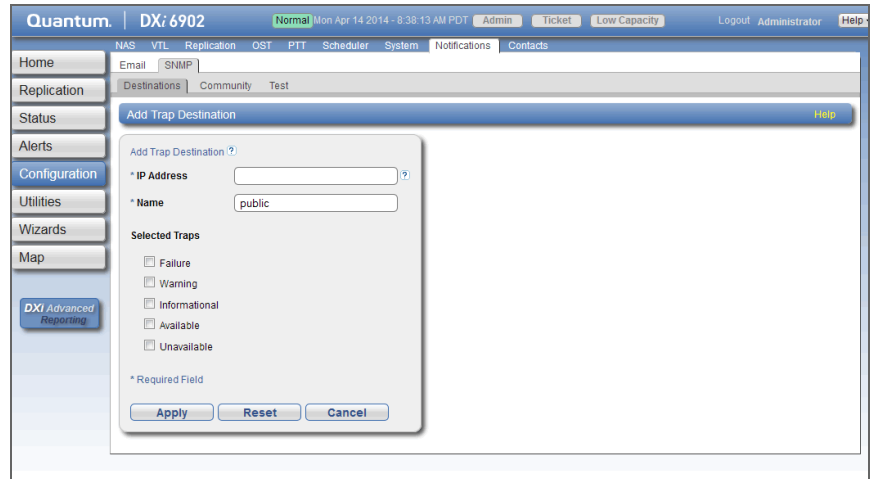 Quantum. DXi 6902 Normal Mon Apr 14 2014 - 8:38:13 AM PDT Admin Ticket Low Capacity Logout Administrator Help
NAS VTL Replication OST PTT Scheduler System Notifications Contacts
Home
Email SNMP
Replication
Destinations Community Test
Status
Add Trap Destination Help
Alerts
Add Trap Destination ?
Configuration
* IP Address ?
Utilities
* Name public
Wizards
Selected Traps
Map
Failure
Warning
DXi Advanced
Reporting
Informational
Available
Unavailable
* Required Field
Apply Reset Cancel